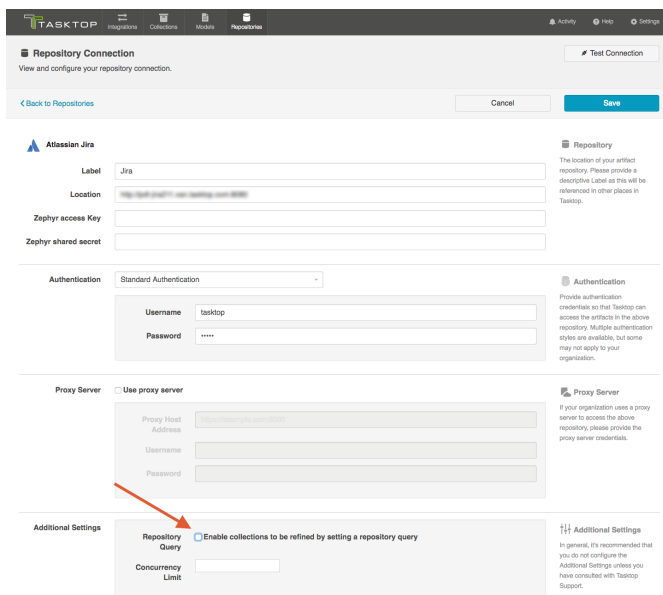 TASKTOP
Integrations
Collections
Models
Repositories
Activity
Help
Settings
Repository Connection
View and configure your repository connection.
Test Connection
Back to Repositories
Cancel
Save
Atlassian Jira
Label
Jira
Location
Zephyr access Key
Zephyr shared secret
Repository
The location of your artifact
repository. Please provide a
descriptive Label as this will be
referenced in other places in
Tasktop.
Authentication
Standard Authentication
Username
tasktop
Password
•••••
Authentication
Provide authentication
credentials so that Tasktop can
access the artifacts in the above
repository. Multiple authentication
styles are available, but some
may not apply to your
organization.
Proxy Server
Use proxy server
Proxy Host
Address
Username
Password
Proxy Server
If your organization uses a proxy
server to access the above
repository, please provide the
proxy server credentials.
Additional Settings
Repository
Query
Enable collections to be refined by setting a repository query
Concurrency
Limit
Additional Settings
In general, it's recommended that
you do not configure the
Additional Settings unless you
have consulted with Tasktop
Support.